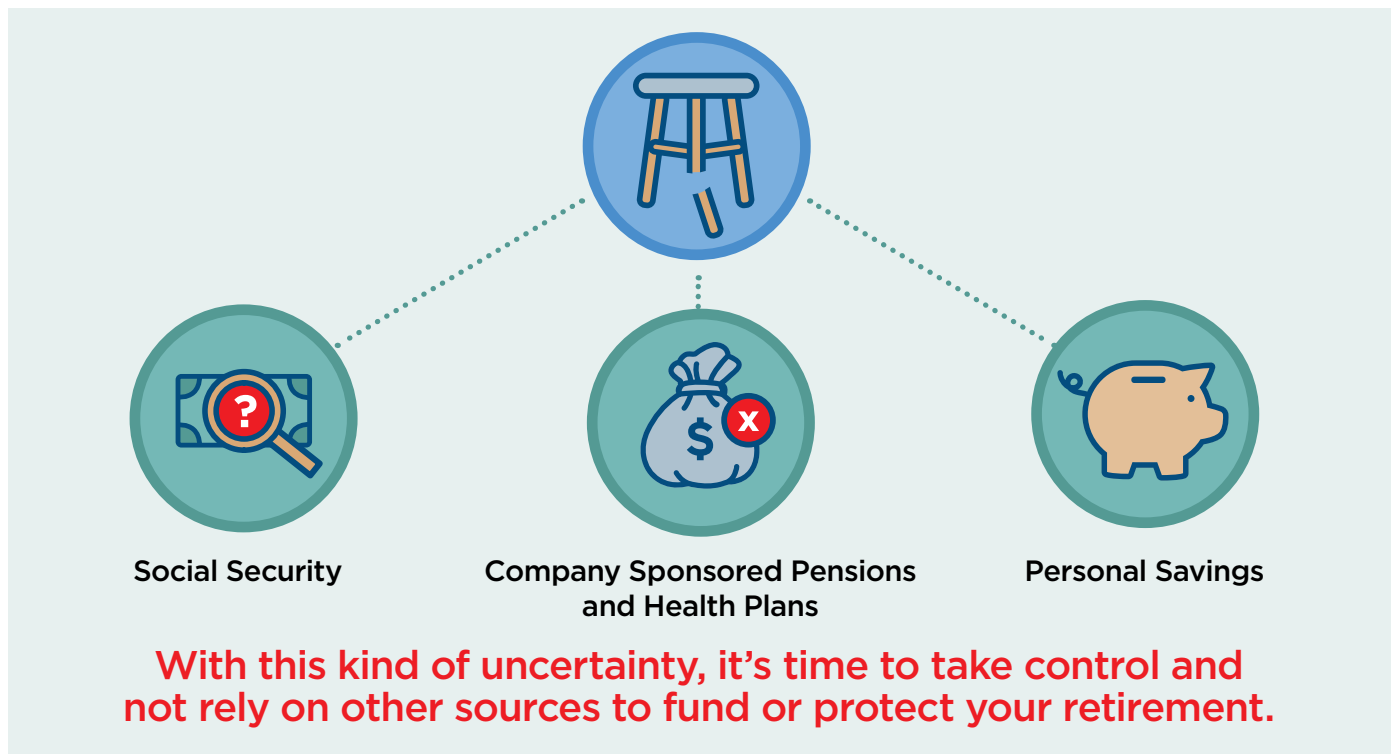 ?
$
x
Social Security
Company Sponsored Pensions
and Health Plans
Personal Savings
With this kind of uncertainty, it’s time to take control and
not rely on other sources to fund or protect your retirement.